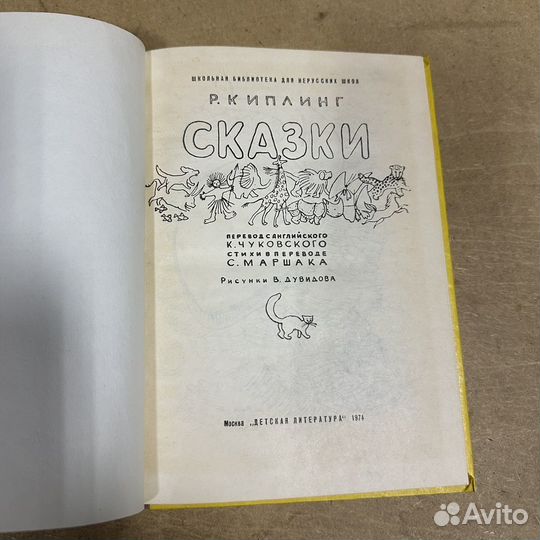 ШКОЛЬНАЯ БИБЛИОТЕКА ДЛЯ НЕРУССКИХ ШКОЛ
Р. КИПЛИНГ
СКАЗКИ
ПЕРЕВОД С АНГЛИЙСКОГО
К. ЧУКОВСКОГО
СТИХИ В ПЕРЕВОДЕ
С. МАРШАКА
Рисунки В. ДУВИДОВА
Москва „ДЕТСКАЯ ЛИТЕРАТУРА" 1974
Avito